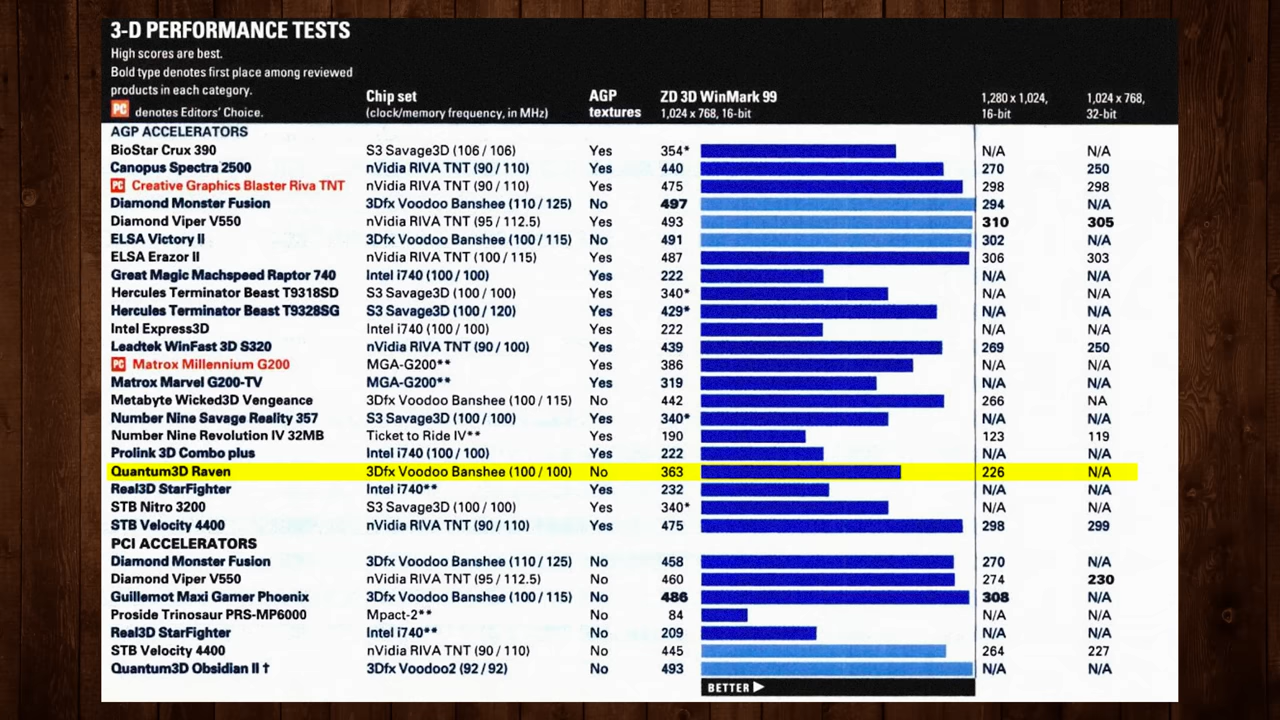 3-D PERFORMANCE TESTS
High scores are best.
Bold type denotes first place among reviewed
products in each category.
PC denotes Editors' Choice.
Chip set (clock/memory frequency, in MHz) AGP textures ZD 3D WinMark 99 1,024 x 768, 16-bit 1,280 x 1,024, 16-bit 1,024 x 768, 32-bit
AGP ACCELERATORS
BioStar Crux 390 S3 Savage3D (106 / 106) Yes 354* N/A N/A
Canopus Spectra 2500 nVidia RIVA TNT (90 / 110) Yes 440 270 250
PC Creative Graphics Blaster Riva TNT nVidia RIVA TNT (90 / 110) Yes 475 298 298
Diamond Monster Fusion 3Dfx Voodoo Banshee (110 / 125) No 497 294 N/A
Diamond Viper V550 nVidia RIVA TNT (95 / 112.5) Yes 493 310 305
ELSA Victory II 3Dfx Voodoo Banshee (100 / 115) No 491 302 N/A
ELSA Erazor II nVidia RIVA TNT (100 / 115) Yes 487 306 303
Great Magic Machspeed Raptor 740 Intel i740 (100 / 100) Yes 222 N/A N/A
Hercules Terminator Beast T9318SD S3 Savage3D (100 / 100) Yes 340* N/A N/A
Hercules Terminator Beast T9328SG S3 Savage3D (100 / 120) Yes 429* N/A N/A
Intel Express3D Intel i740 (100 / 100) Yes 222 N/A N/A
Leadtek WinFast 3D S320 nVidia RIVA TNT (90 / 100) Yes 439 269 250
PC Matrox Millennium G200 MGA-G200** Yes 386 N/A N/A
Matrox Marvel G200-TV MGA-G200** Yes 319 N/A N/A
Metabyte Wicked3D Vengeance 3Dfx Voodoo Banshee (100 / 115) No 442 266 NA
Number Nine Savage Reality 357 S3 Savage3D (100 / 100) Yes 340* N/A N/A
Number Nine Revolution IV 32MB Ticket to Ride IV** Yes 190 123 119
Prolink 3D Combo plus Intel i740 (100 / 100) Yes 222 N/A N/A
Quantum3D Raven 3Dfx Voodoo Banshee (100 / 100) No 363 226 N/A
Real3D StarFighter Intel i740** Yes 232 N/A N/A
STB Nitro 3200 S3 Savage3D (100 / 100) Yes 340* N/A N/A
STB Velocity 4400 nVidia RIVA TNT (90 / 110) Yes 475 298 299
PCI ACCELERATORS
Diamond Monster Fusion 3Dfx Voodoo Banshee (110 / 125) No 458 270 N/A
Diamond Viper V550 nVidia RIVA TNT (95 / 112.5) No 460 274 230
Guillemot Maxi Gamer Phoenix 3Dfx Voodoo Banshee (100 / 115) No 486 308 N/A
Proside Trinosaur PRS-MP6000 Mpact-2** No 84 N/A N/A
Real3D StarFighter Intel i740** No 209 N/A N/A
STB Velocity 4400 nVidia RIVA TNT (90 / 110) No 445 264 227
Quantum3D Obsidian II † 3Dfx Voodoo2 (92 / 92) No 493 N/A N/A
BETTER